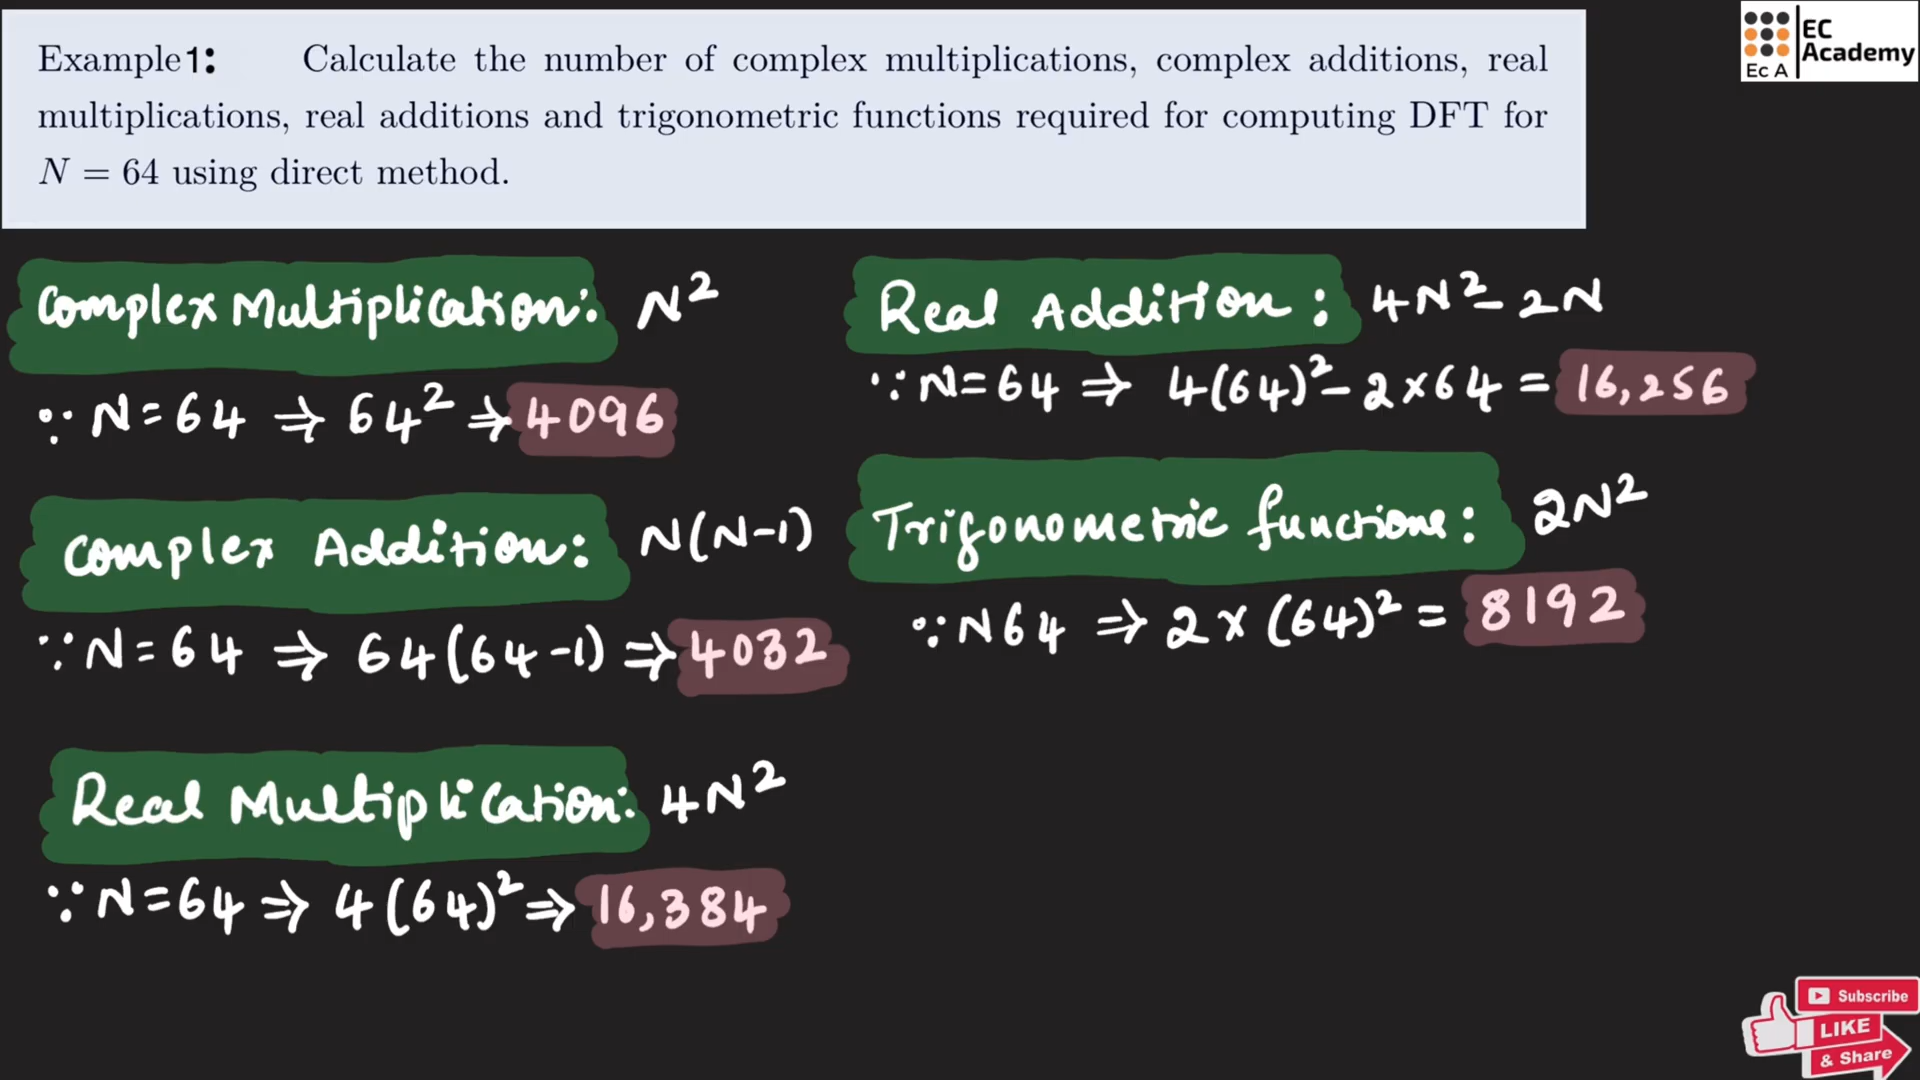 Example 1: Calculate the number of complex multiplications, complex additions, real
multiplications, real additions and trigonometric functions required for computing DFT for
N = 64 using direct method.
EC
Academy
Ec A
Complex Multiplication: N²
∵ N = 64 ⇒ 64² ⇒ 4096
Complex Addition: N(N-1)
∵ N = 64 ⇒ 64(64-1) ⇒ 4032
Real Multiplication: 4N²
∵ N = 64 ⇒ 4(64)² ⇒ 16,384
Real Addition: 4N² - 2N
∵ N = 64 ⇒ 4(64)² - 2×64 = 16,256
Trigonometric functions: 2N²
∵ N64 ⇒ 2 × (64)² = 8192
Subscribe
LIKE
& Share